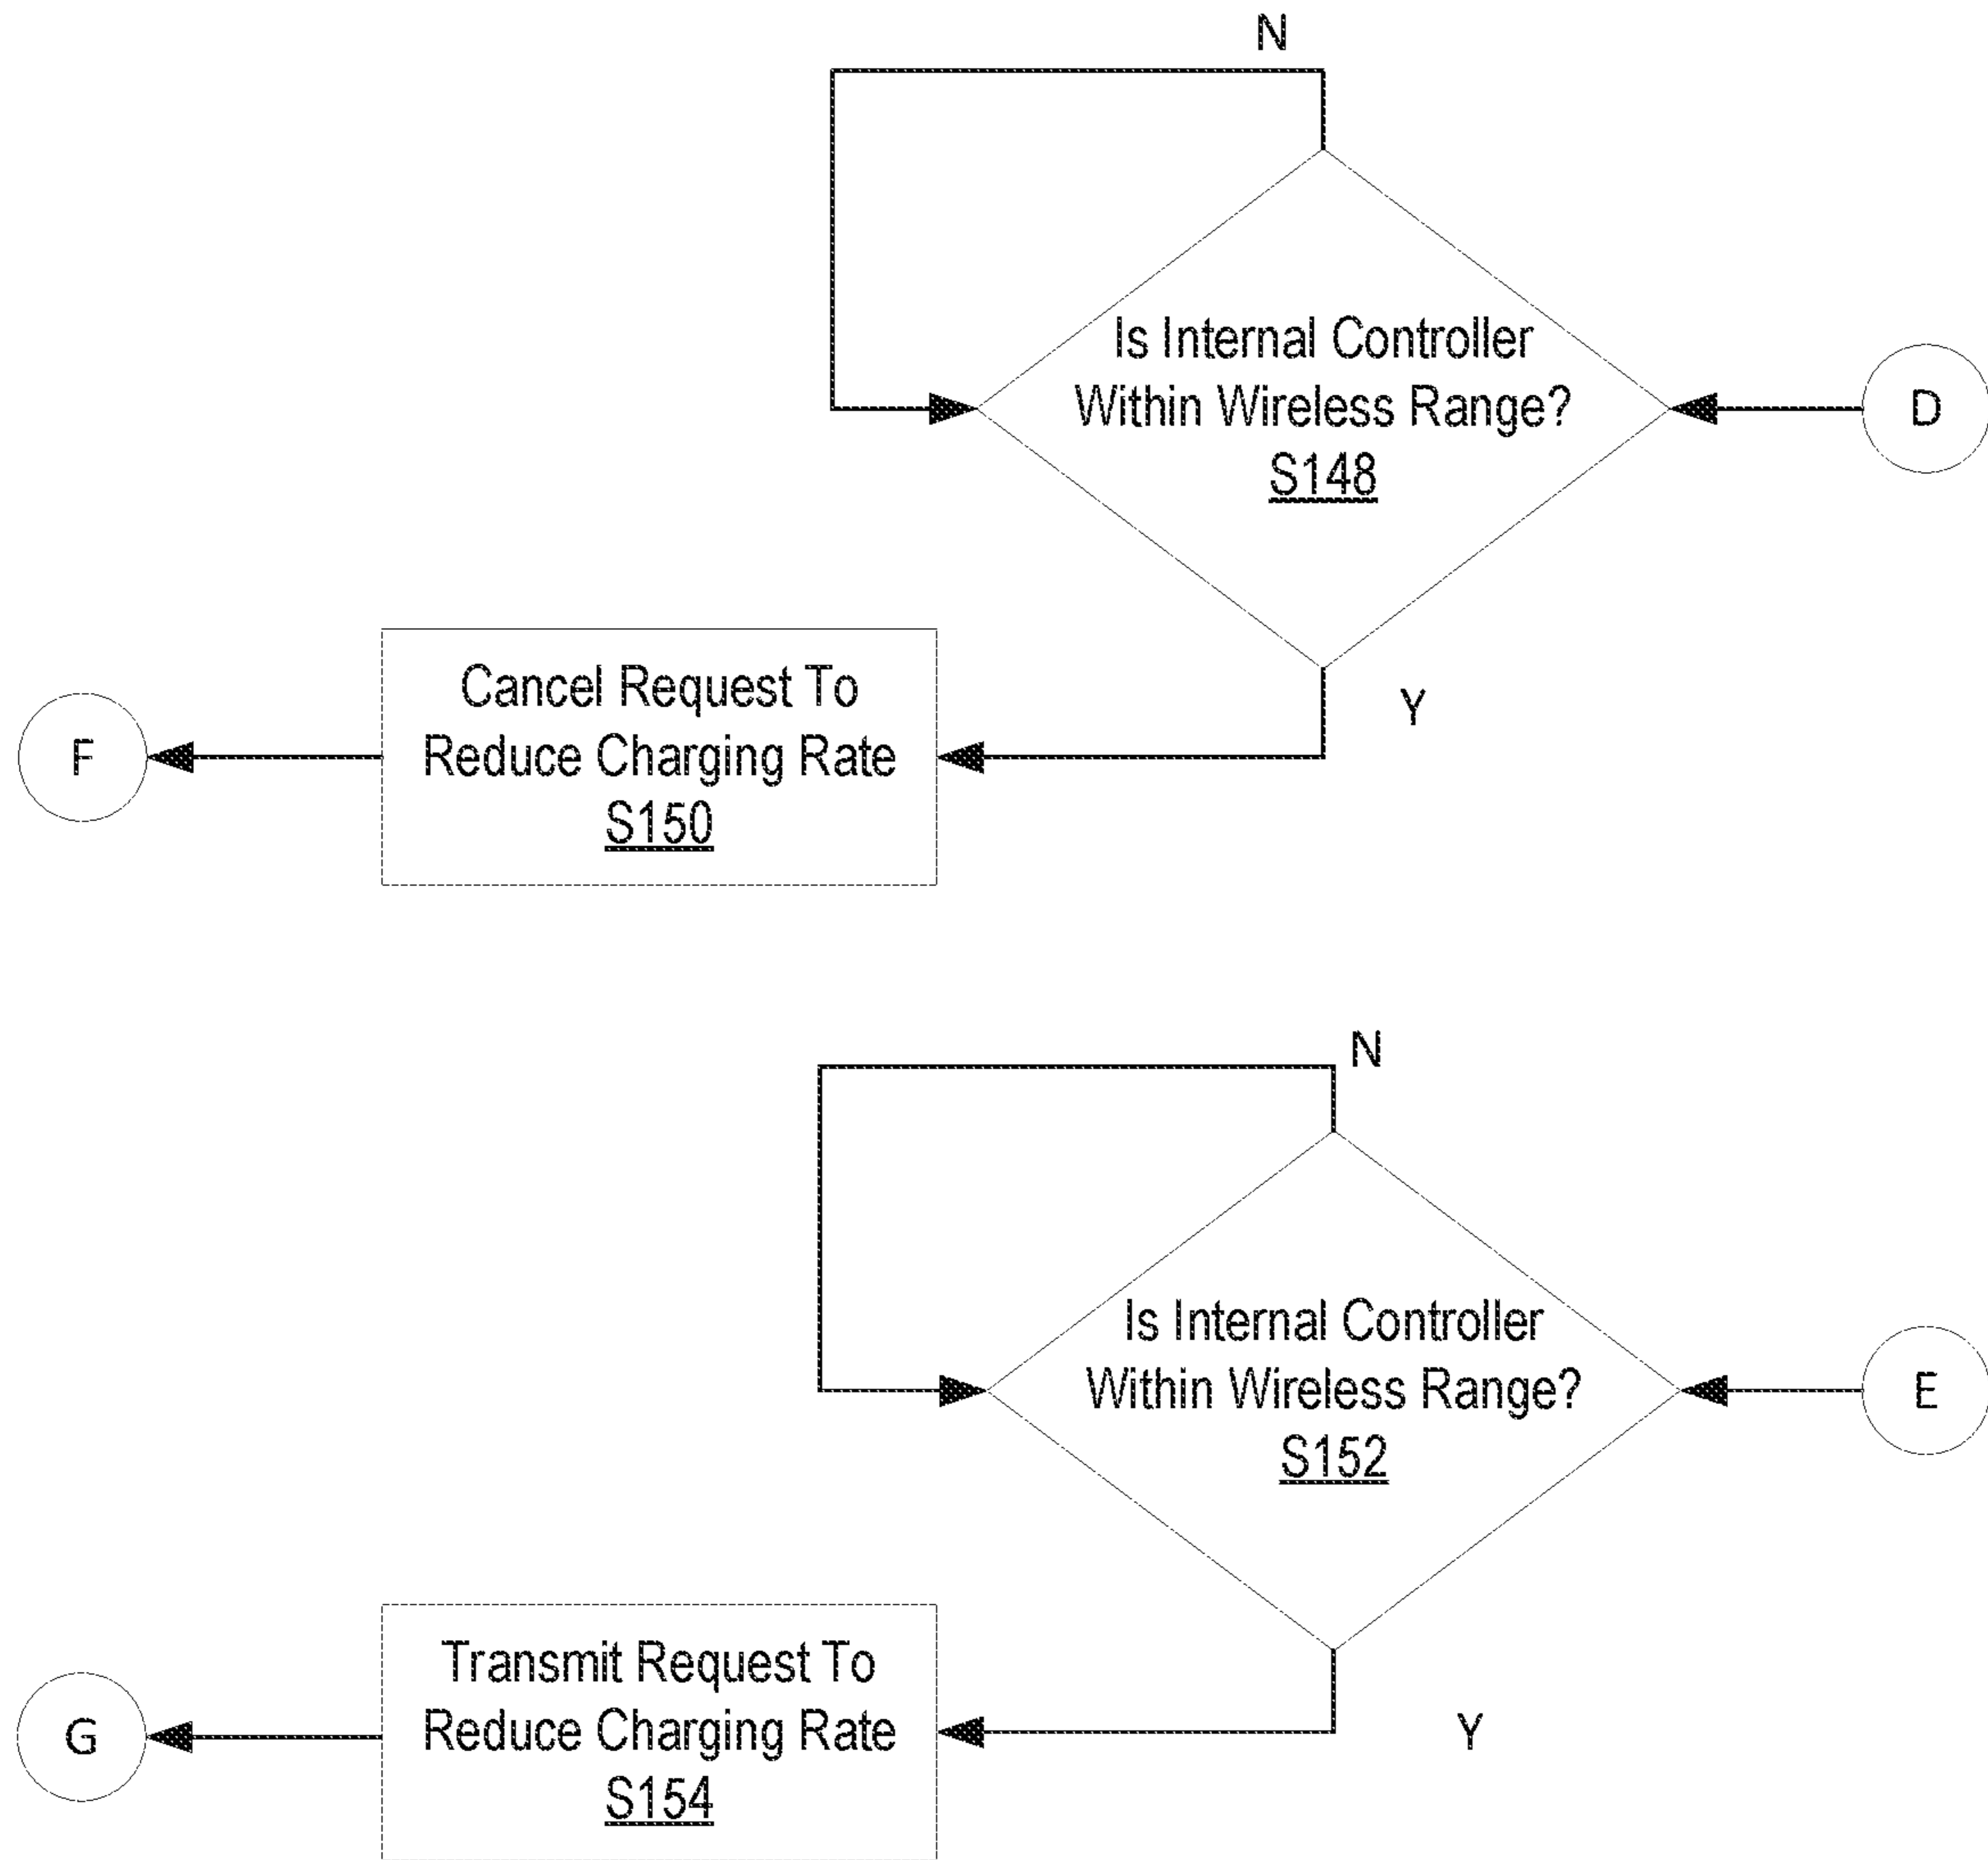 N
Is Internal Controller
Within Wireless Range?
S148
D
Y
Cancel Request To
Reduce Charging Rate
S150
F
N
Is Internal Controller
Within Wireless Range?
S152
E
Y
Transmit Request To
Reduce Charging Rate
S154
G